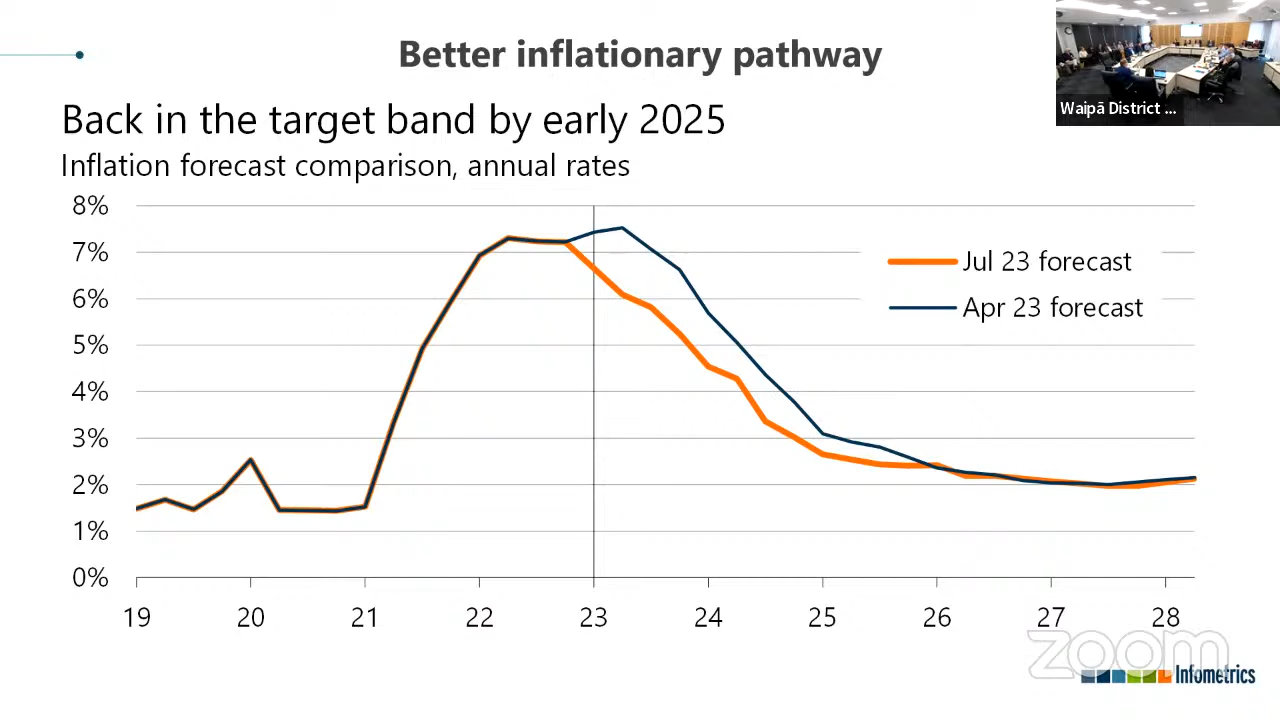 Better inflationary pathway
Waipā District ...
Back in the target band by early 2025
Inflation forecast comparison, annual rates
8%
7%
6%
5%
4%
3%
2%
1%
0%
Jul 23 forecast
Apr 23 forecast
19 20 21 22 23 24 25 26 27 28
zoom
Infometrics